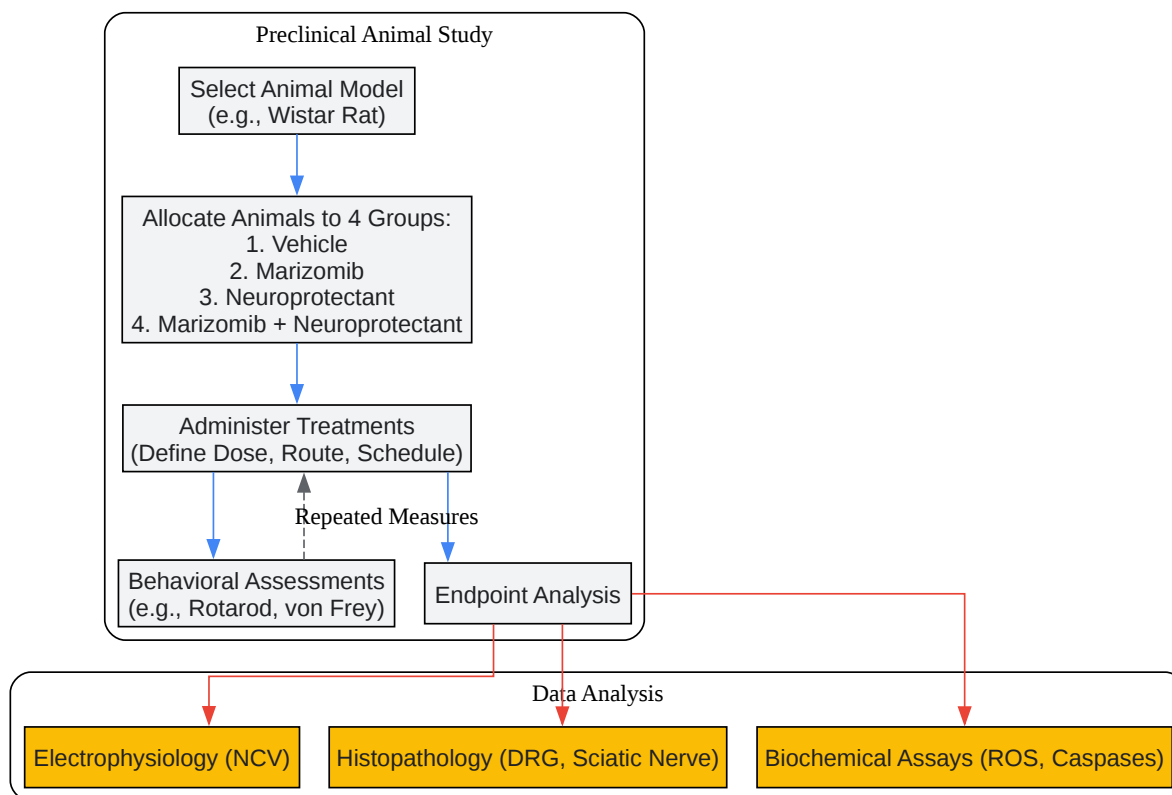 Preclinical Animal Study
Select Animal Model
(e.g., Wistar Rat)
Allocate Animals to 4 Groups:
1. Vehicle
2. Marizomib
3. Neuroprotectant
4. Marizomib + Neuroprotectant
Administer Treatments
(Define Dose, Route, Schedule)
Repeated Measures
Behavioral Assessments
(e.g., Rotarod, von Frey)
Endpoint Analysis
Data Analysis
Electrophysiology (NCV)
Histopathology (DRG, Sciatic Nerve)
Biochemical Assays (ROS, Caspases)